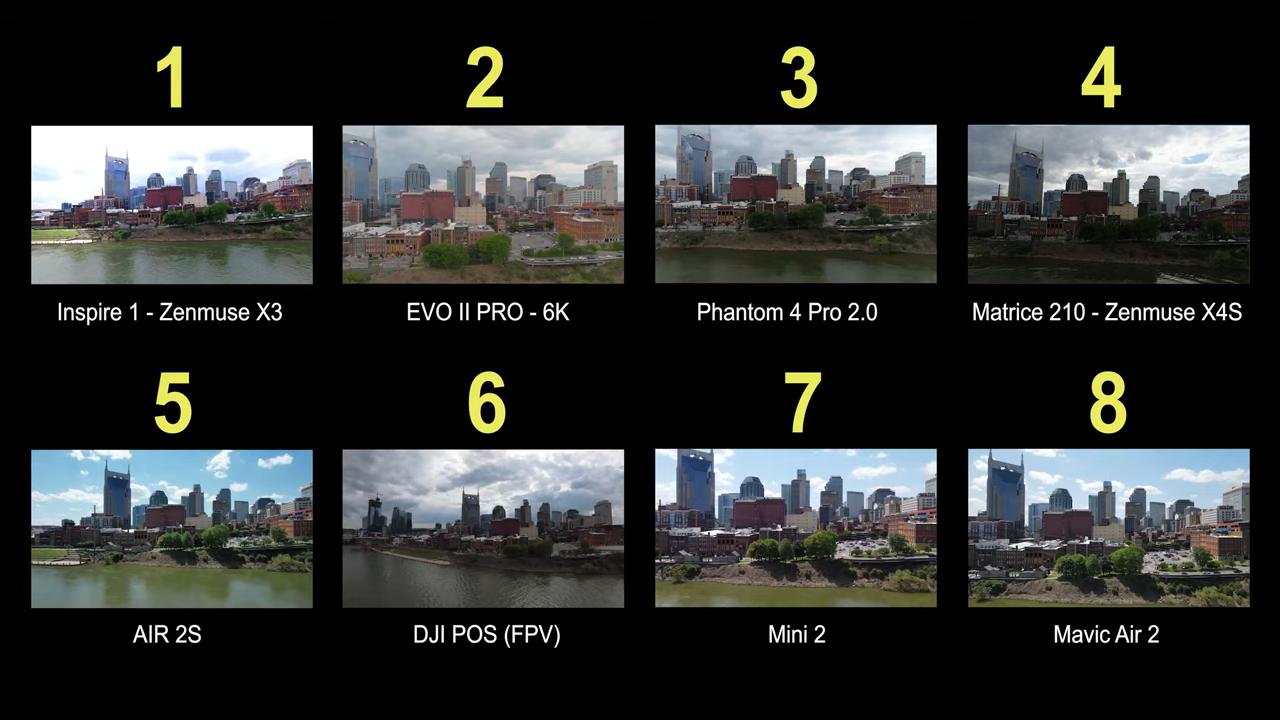 1
2
3
4
Inspire 1 - Zenmuse X3
EVO II PRO - 6K
Phantom 4 Pro 2.0
Matrice 210 - Zenmuse X4S
5
6
7
8
AIR 2S
DJI POS (FPV)
Mini 2
Mavic Air 2